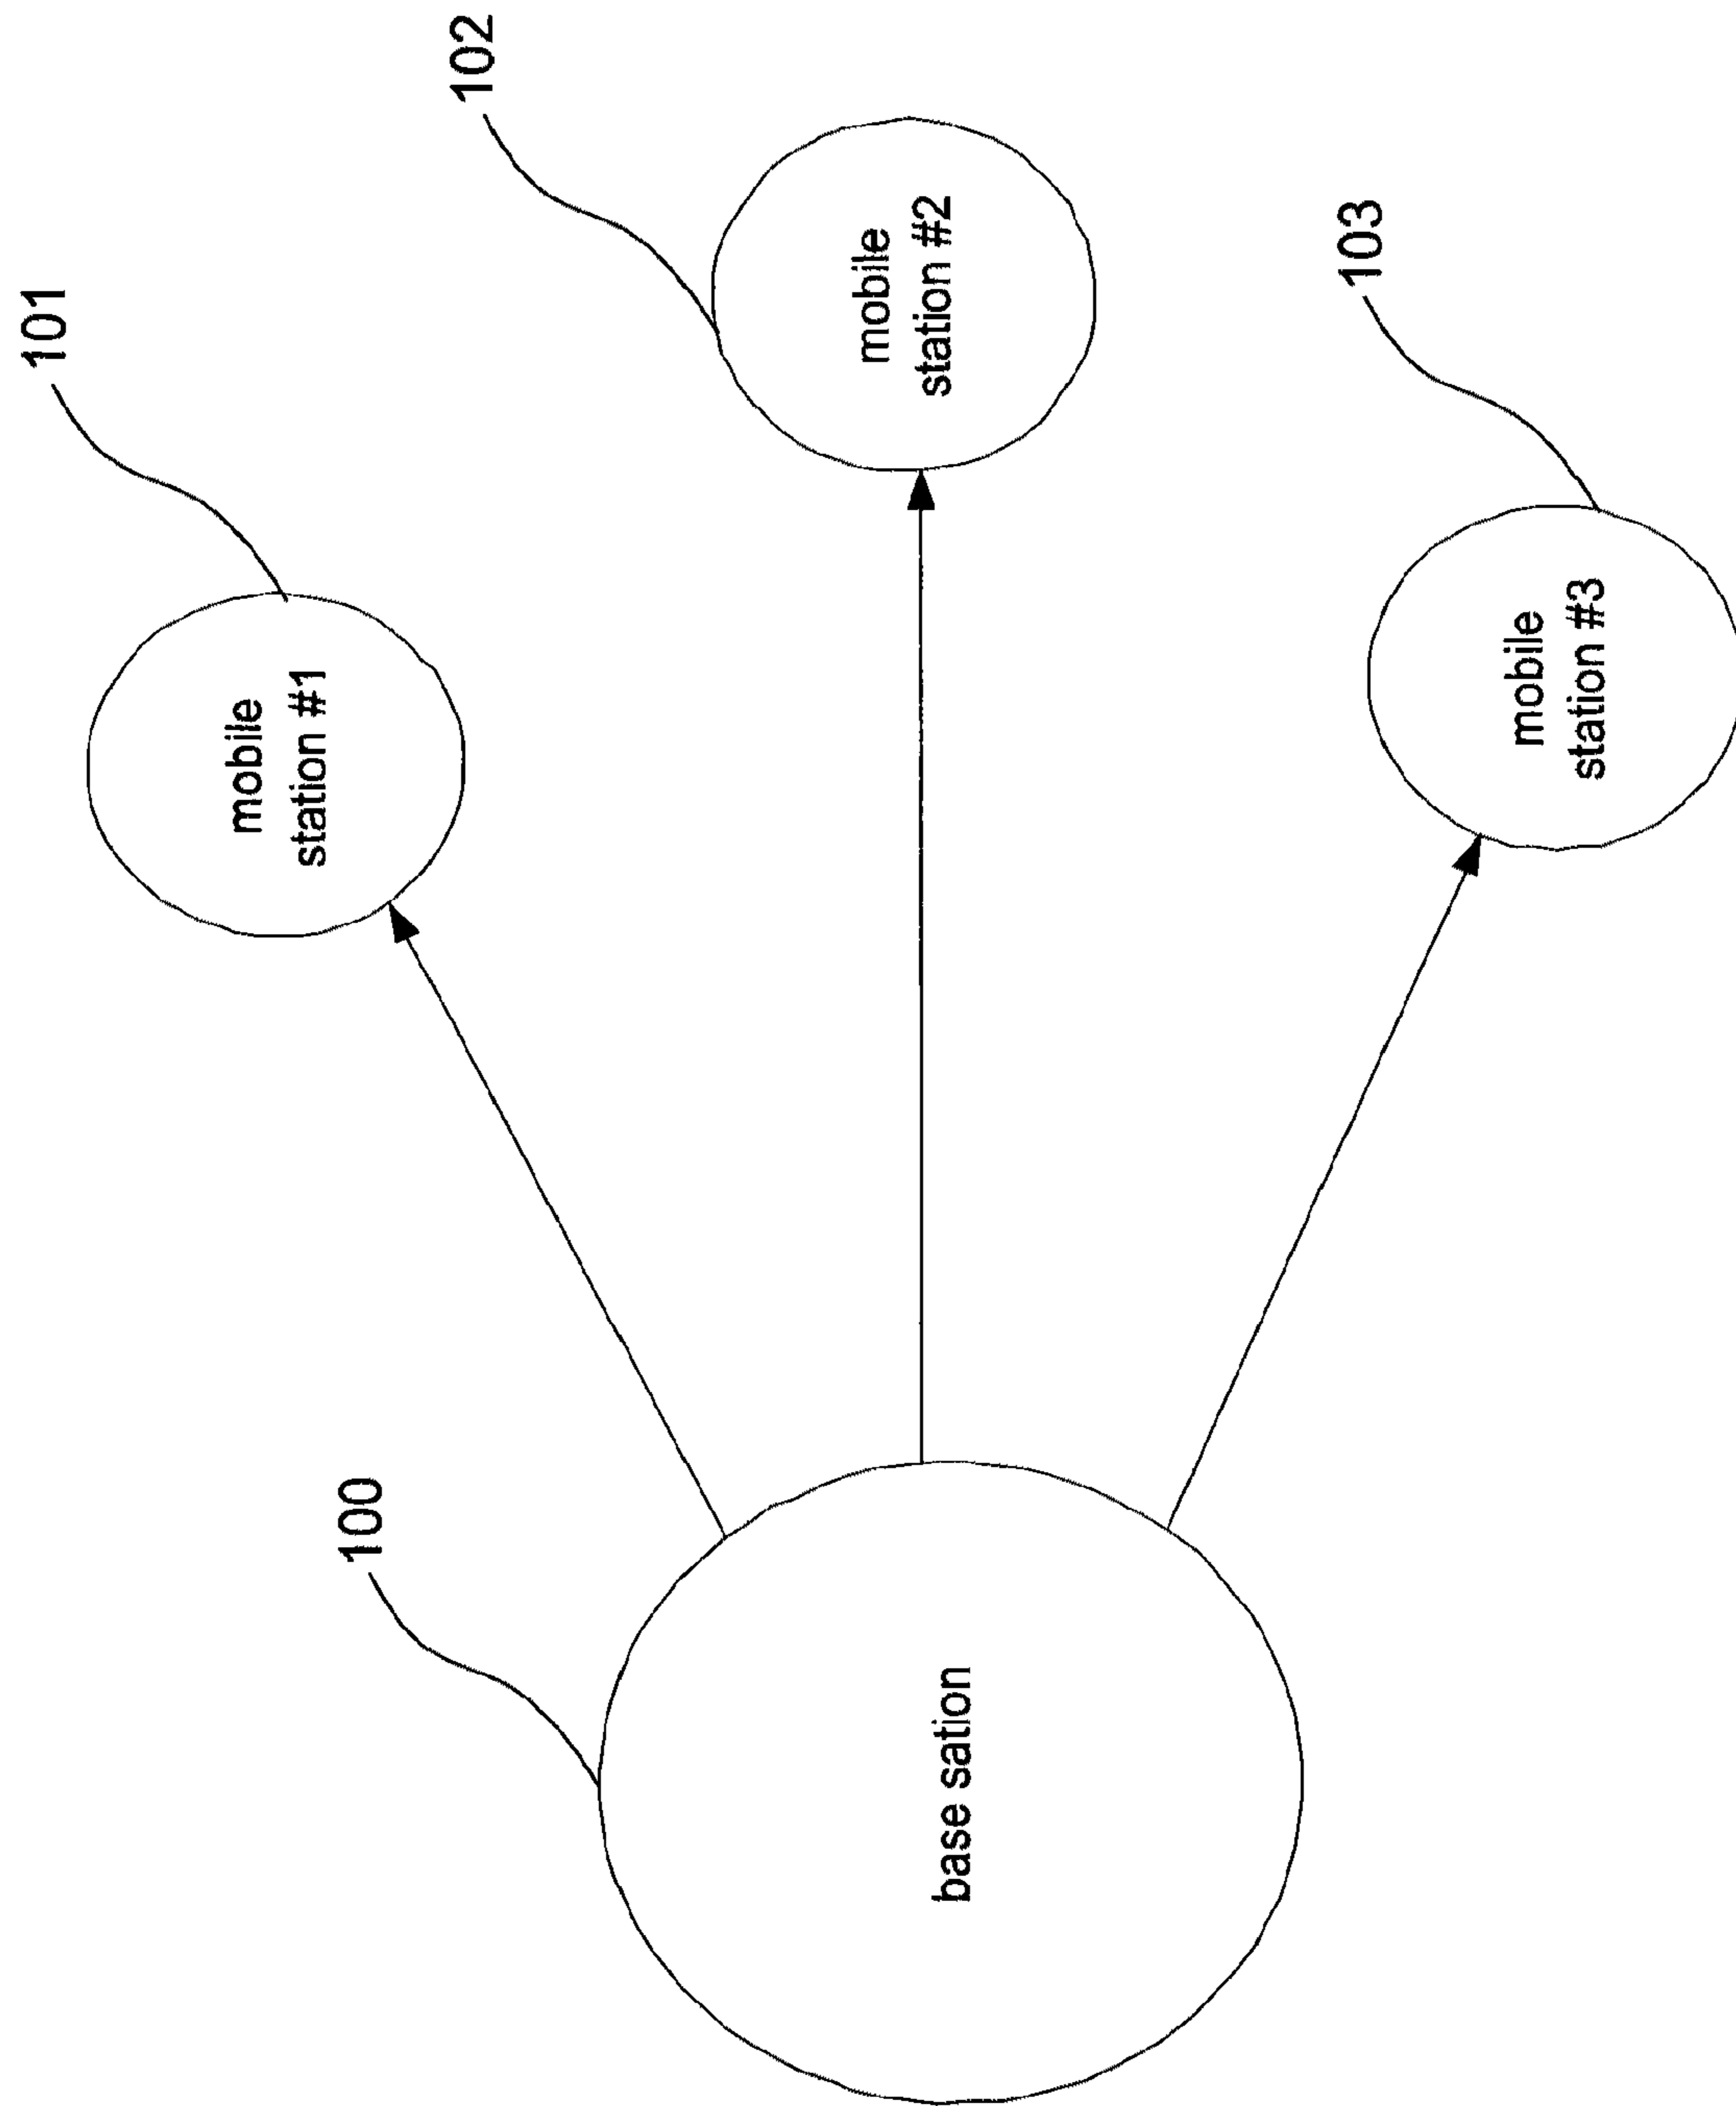 101
102
mobile
station #1
mobile
station #2
103
100
mobile
station #3
base sation